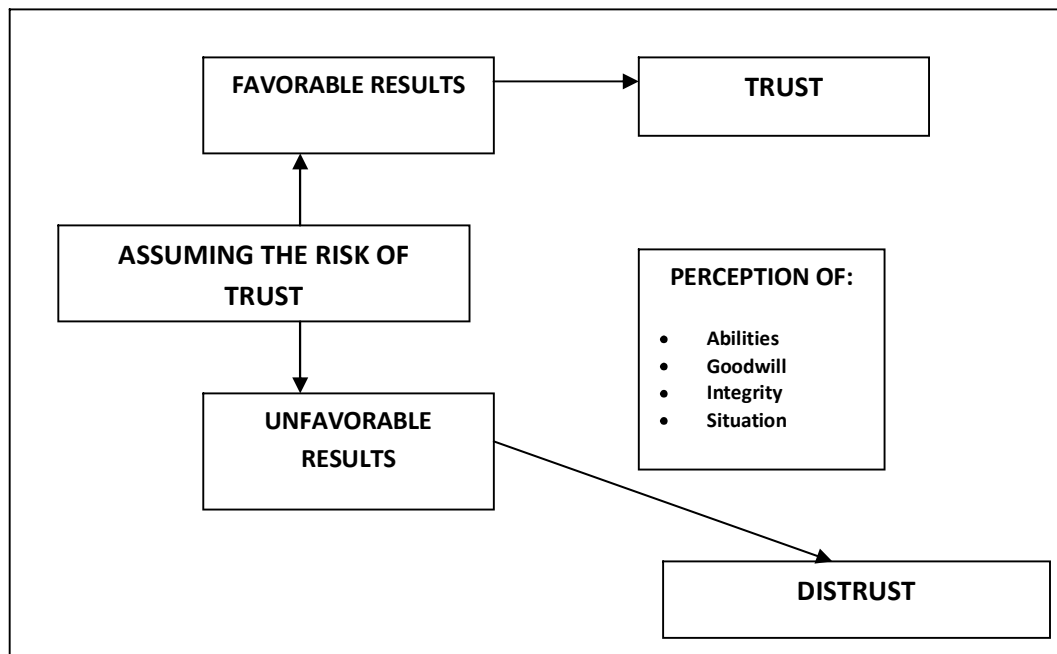 FAVORABLE RESULTS
TRUST
ASSUMING THE RISK OF
TRUST
PERCEPTION OF:
• Abilities
• Goodwill
• Integrity
• Situation
UNFAVORABLE
RESULTS
DISTRUST